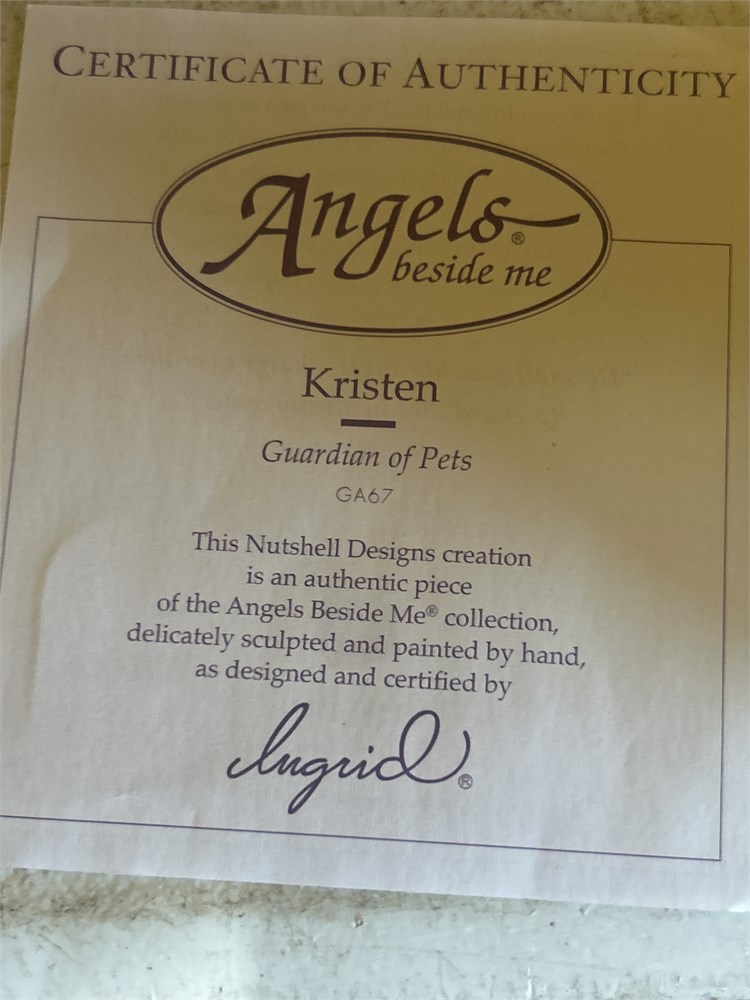 CERTIFICATE OF AUTHENTICITY
Angels®
beside me
Kristen
Guardian of Pets
GA67
This Nutshell Designs creation
is an authentic piece
of the Angels Beside Me® collection,
delicately sculpted and painted by hand,
as designed and certified by
Ingrid®